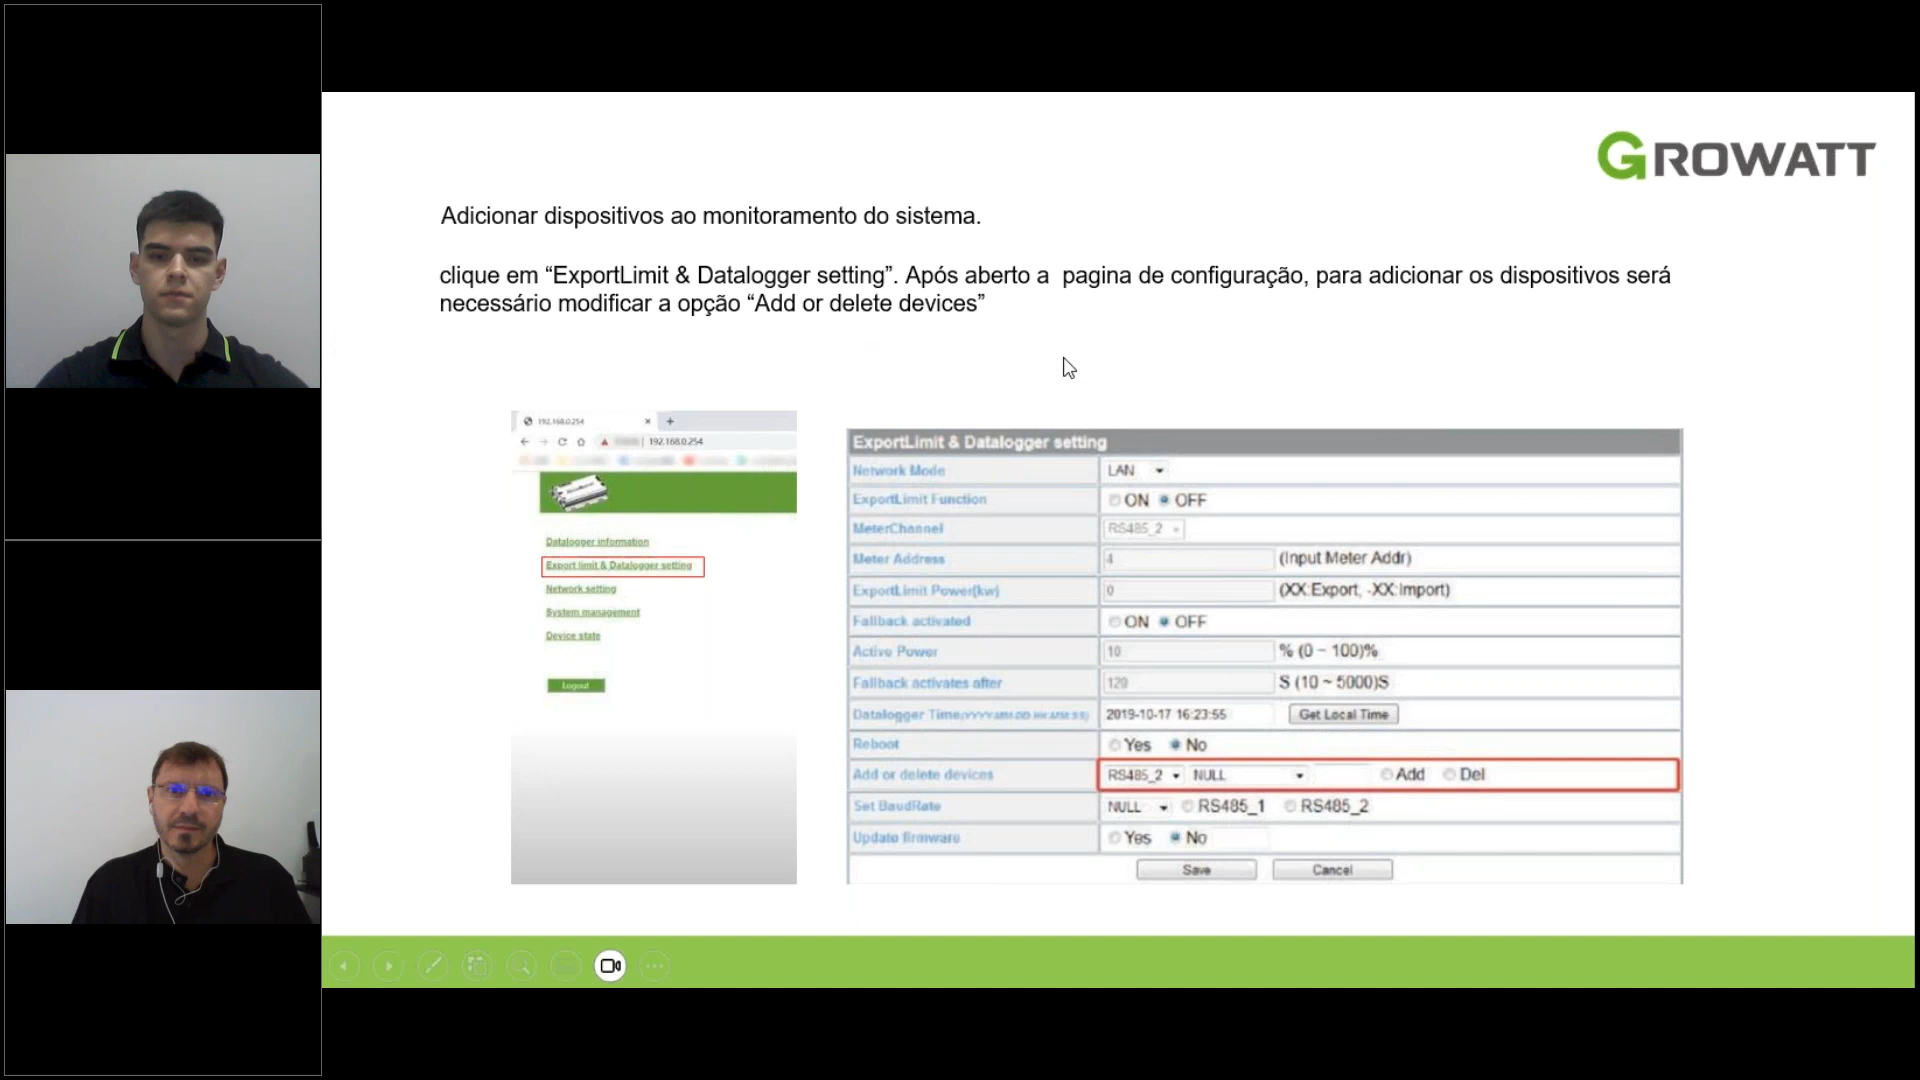 GROWATT
Adicionar dispositivos ao monitoramento do sistema.
clique em “ExportLimit & Datalogger setting”. Após aberto a  pagina de configuração, para adicionar os dispositivos será
necessário modificar a opção “Add or delete devices”
192.168.0.254
192.168.0.254
Datalogger information
Export limit & Datalogger setting
Network setting
System management
Device state
Logout
ExportLimit & Datalogger setting
Network Mode LAN
ExportLimit Function ON OFF
MeterChannel RS485_2
Meter Address 4 (Input Meter Addr)
ExportLimit Power(kw) 0 (XX:Export, -XX:Import)
Fallback activated ON OFF
Active Power 10 % (0 ~ 100)%
Fallback activates after 120 S (10 ~ 5000)S
Datalogger Time 2019-10-17 16:23:55 Get Local Time
Reboot Yes No
Add or delete devices RS485_2 NULL Add Del
Set BaudRate NULL RS485_1 RS485_2
Update firmware Yes No
Save Cancel